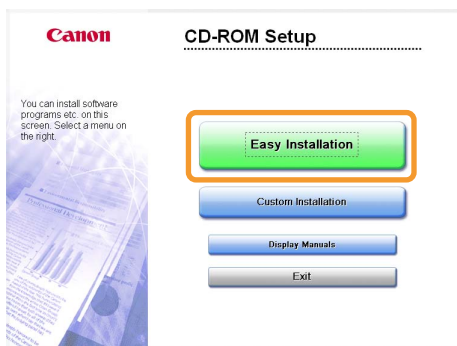 Canon
CD-ROM Setup
You can install software
programs etc. on this
screen. Select a menu on
the right.
Easy Installation
Custom Installation
Display Manuals
Exit